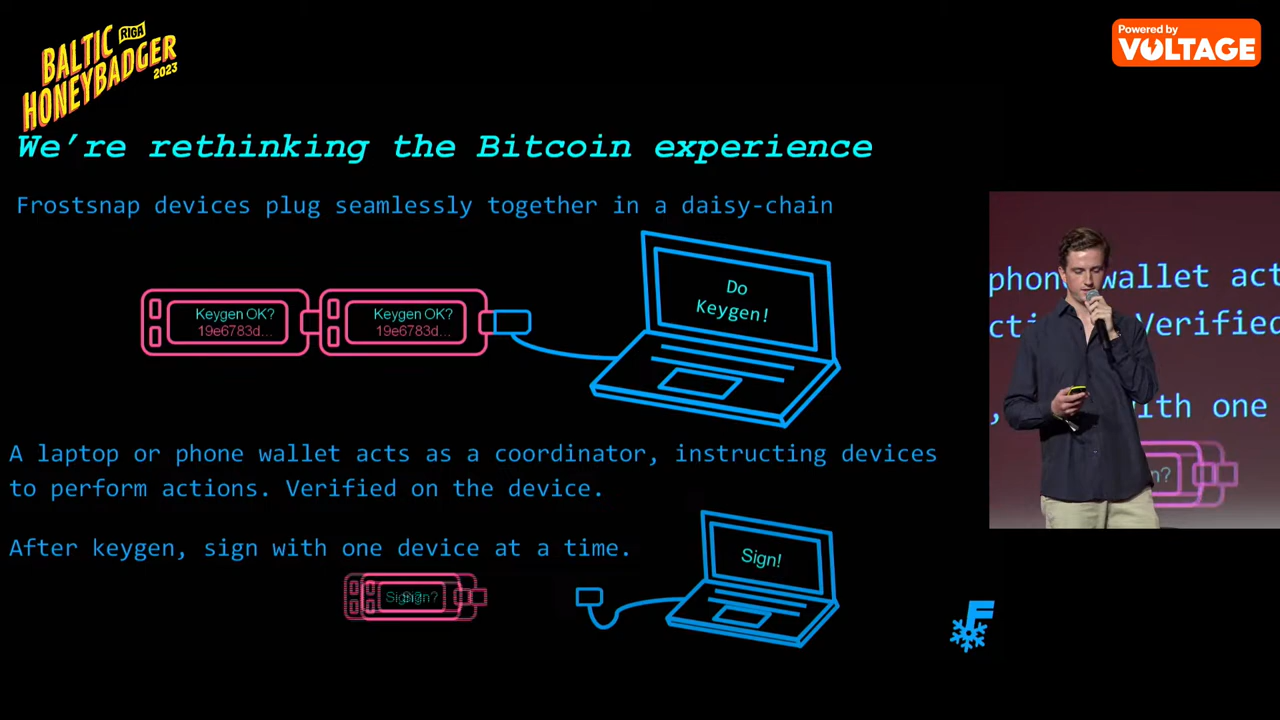 BALTIC
RIGA
HONEYBADGER
2023
Powered by
VOLTAGE
We're rethinking the Bitcoin experience
Frostsnap devices plug seamlessly together in a daisy-chain
Keygen OK?
19e6783d...
Keygen OK?
19e6783d...
Do
Keygen!
A laptop or phone wallet acts as a coordinator, instructing devices
to perform actions. Verified on the device.
After keygen, sign with one device at a time.
Sign!
phone wallet act
Verified
with one